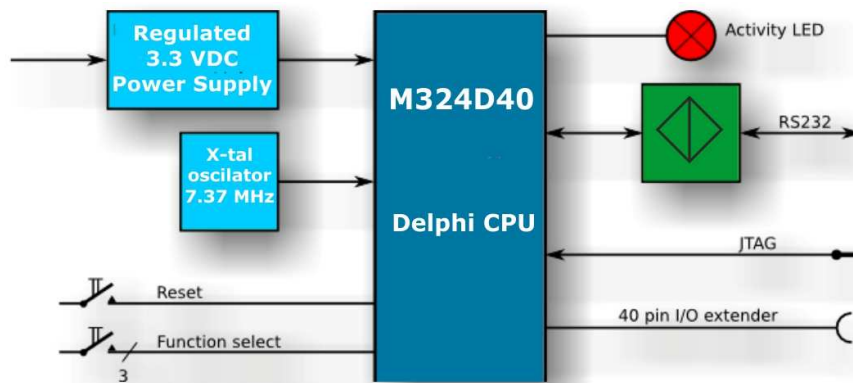 Regulated
3.3 VDC
Power Supply
X-tal
oscilator
7.37 MHz
Reset
Function select
3
M324D40
Delphi CPU
Activity LED
RS232
JTAG
40 pin I/O extender